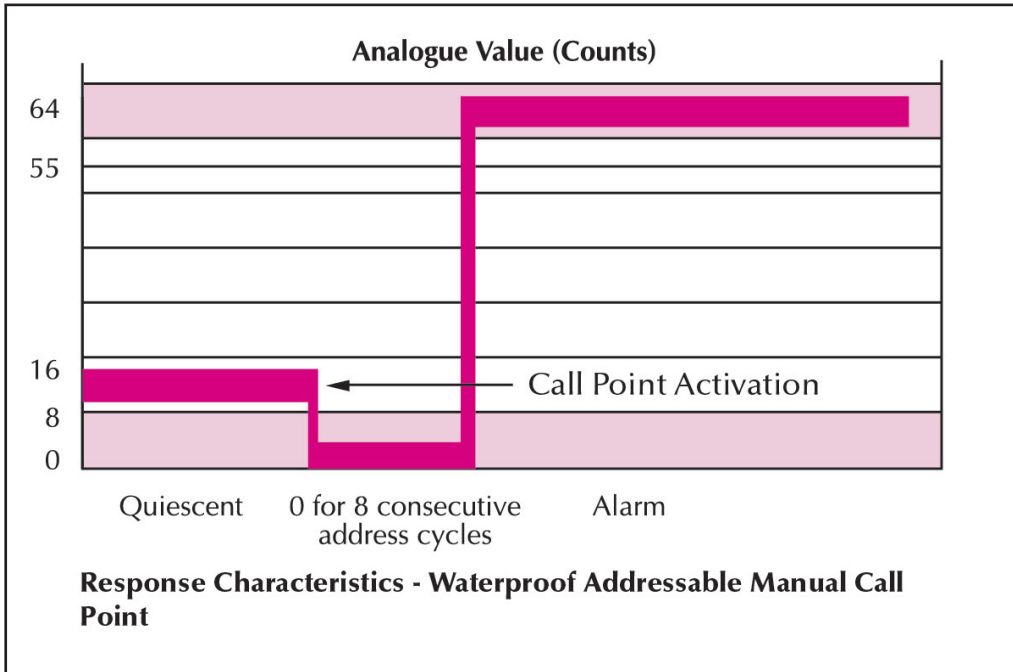 Analogue Value (Counts)
64
55
16
Call Point Activation
8
0
Quiescent
0 for 8 consecutive
address cycles
Alarm
Response Characteristics - Waterproof Addressable Manual Call
Point